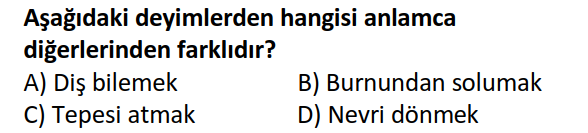 Aşağıdaki deyimlerden hangisi anlamca
diğerlerinden farklıdır?
A) Diş bilemek B) Burnundan solumak
C) Tepesi atmak D) Nevri dönmek